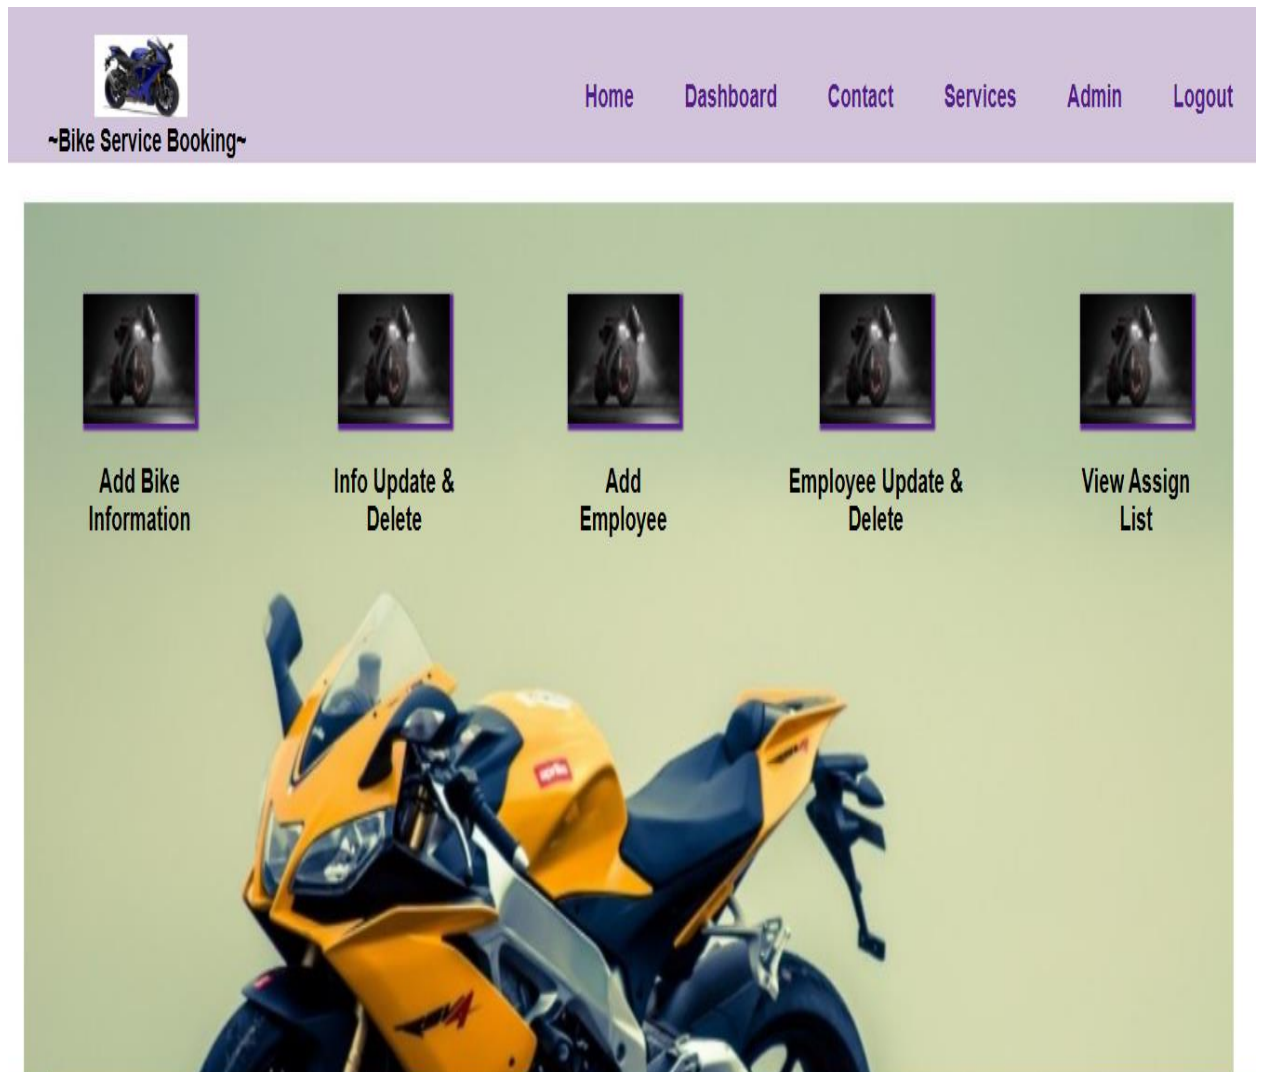 Home Dashboard Contact Services Admin Logout
~Bike Service Booking~
Add Bike
Information
Info Update &
Delete
Add
Employee
Employee Update &
Delete
View Assign
List
aprilia